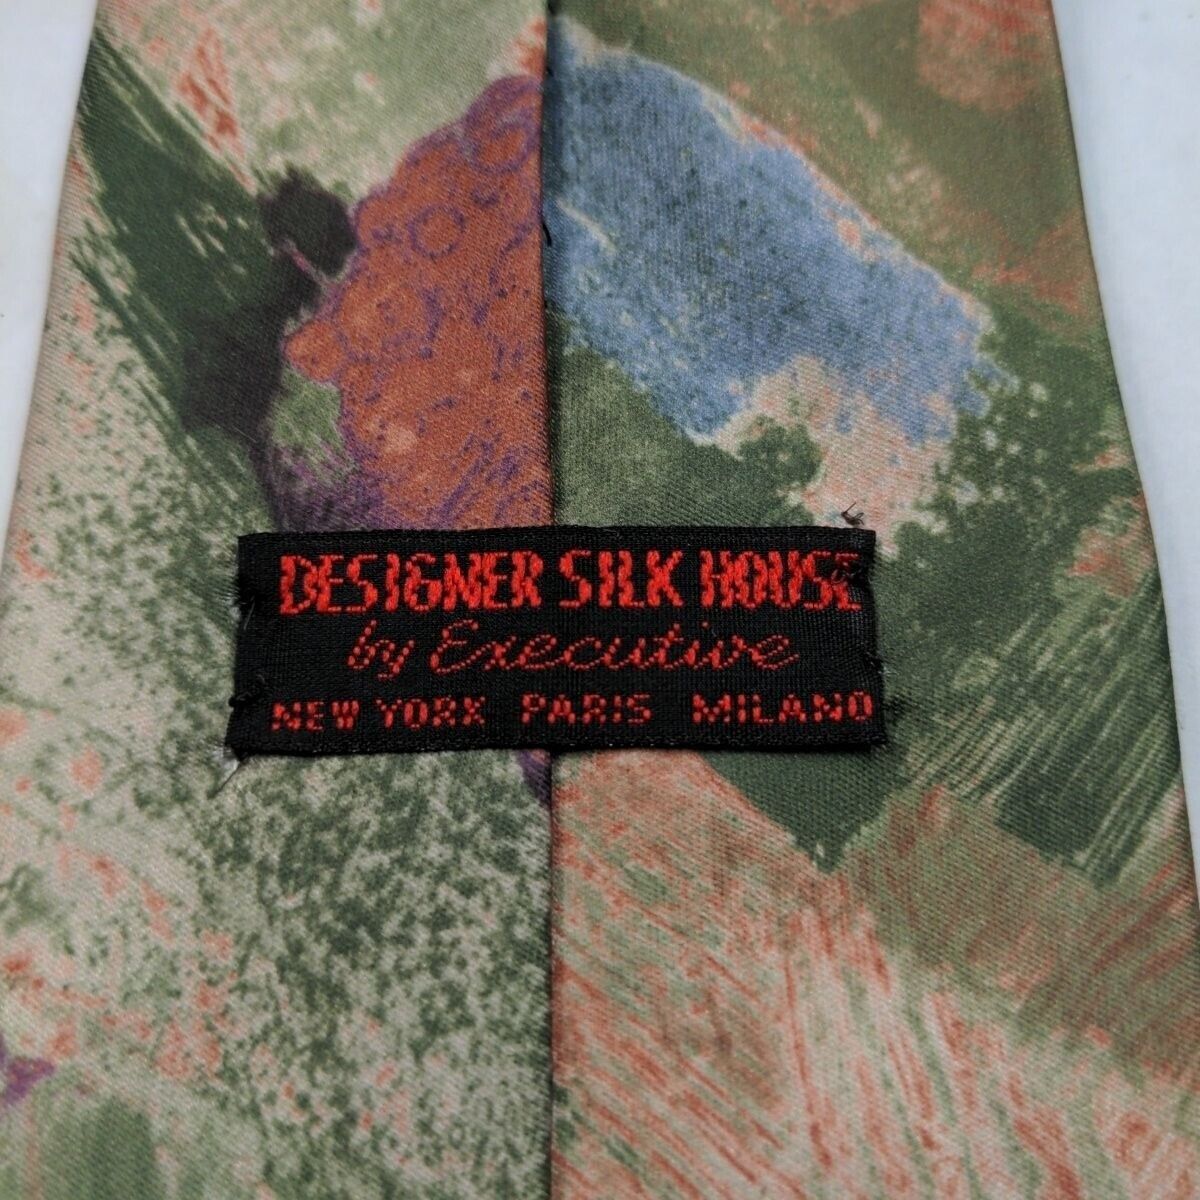 DESIGNER SILK HOUSE
by Executive
NEW YORK PARIS MILANO